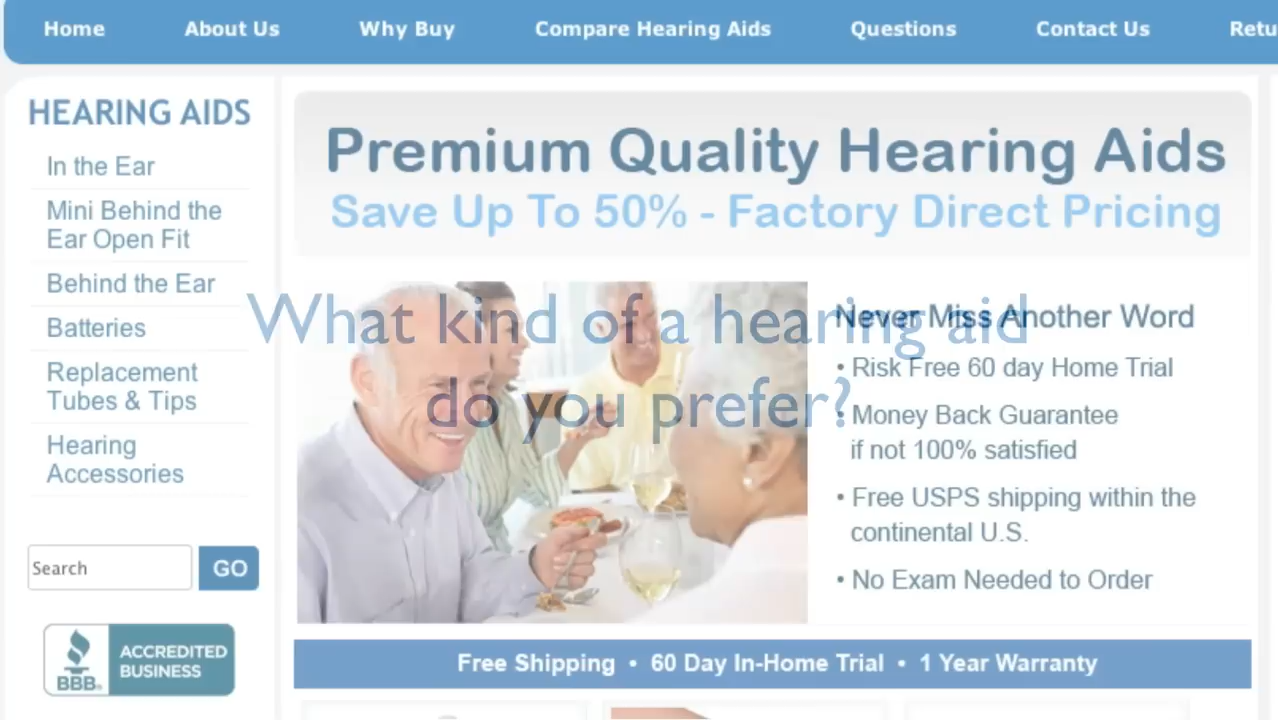 Home About Us Why Buy Compare Hearing Aids Questions Contact Us
HEARING AIDS
In the Ear
Mini Behind the
Ear Open Fit
Behind the Ear
Batteries
Replacement
Tubes & Tips
Hearing
Accessories
Search GO
BBB ACCREDITED
BUSINESS
Premium Quality Hearing Aids
Save Up To 50% - Factory Direct Pricing
What kind of a hearing aid
do you prefer?
Never Miss Another Word
• Risk Free 60 day Home Trial
• Money Back Guarantee
if not 100% satisfied
• Free USPS shipping within the
continental U.S.
• No Exam Needed to Order
Free Shipping • 60 Day In-Home Trial • 1 Year Warranty